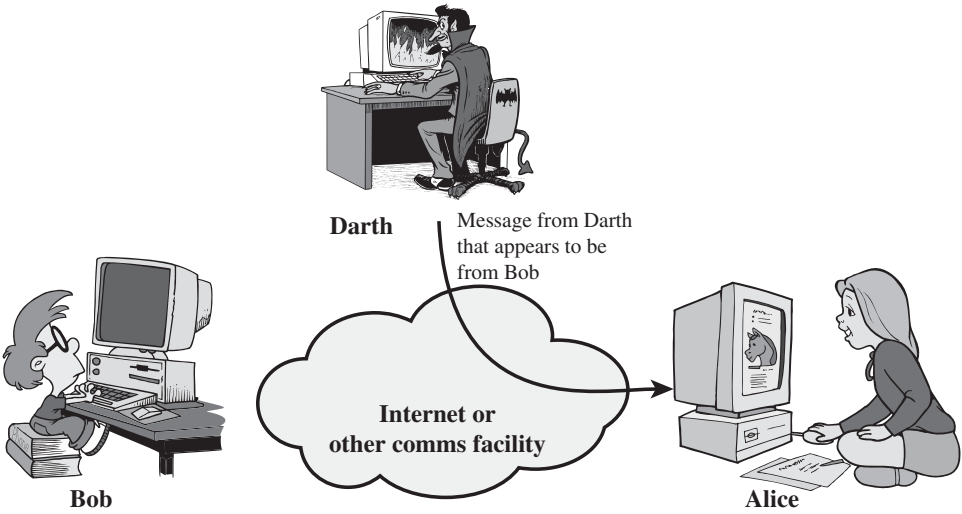 Darth
Message from Darth
that appears to be
from Bob
Internet or
other comms facility
Bob
Alice